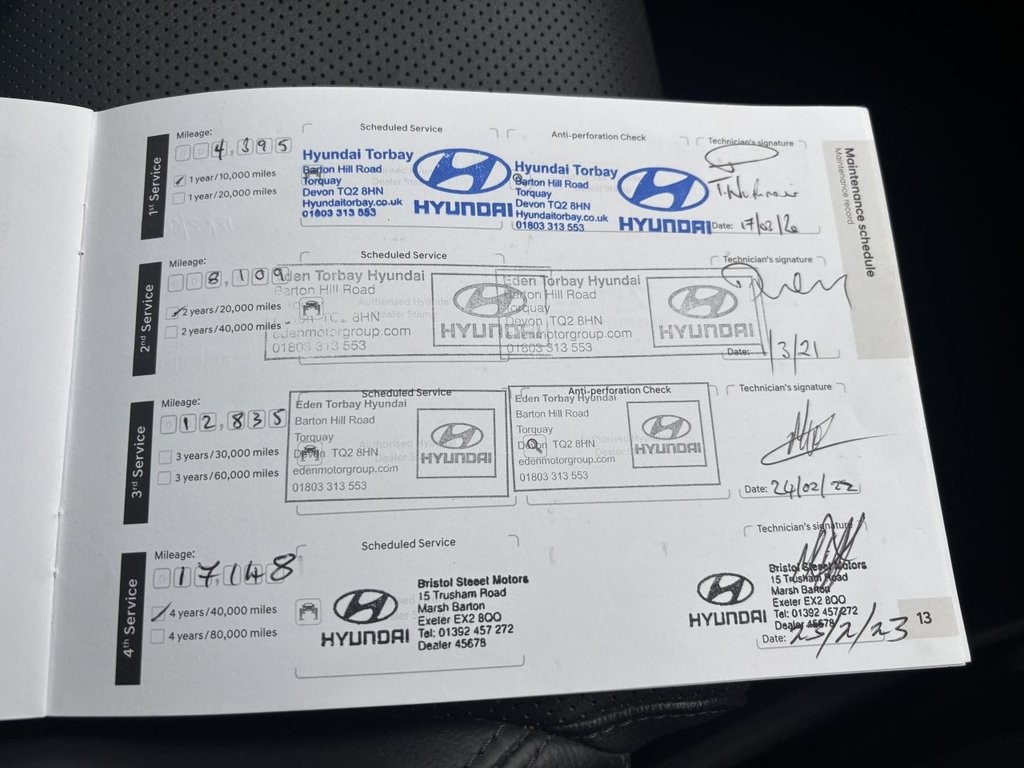 Maintenance schedule
Maintenance record
1st Service
Mileage:
004,395
1 year/10,000 miles
1 year/20,000 miles
Scheduled Service
Hyundai Torbay
Barton Hill Road
Torquay
Devon TQ2 8HN
Hyundaitorbay.co.uk
01803 313 553
HYUNDAI
Anti-perforation Check
Hyundai Torbay
Barton Hill Road
Torquay
Devon TQ2 8HN
Hyundaitorbay.co.uk
01803 313 553
HYUNDAI
Technician's signature
Date: 17/02/20
2nd Service
Mileage:
008,109
2 years/20,000 miles
2 years/40,000 miles
Scheduled Service
Eden Torbay Hyundai
Barton Hill Road
TQ2 8HN
edenmotorgroup.com
01803 313 553
HYUNDAI
Eden Torbay Hyundai
Barton Hill Road
Torquay
Devon TQ2 8HN
edenmotorgroup.com
01803 313 553
HYUNDAI
Technician's signature
Date: 1/3/21
3rd Service
Mileage:
012,835
3 years/30,000 miles
3 years/60,000 miles
Scheduled Service
Eden Torbay Hyundai
Barton Hill Road
Torquay
Devon TQ2 8HN
edenmotorgroup.com
01803 313 553
HYUNDAI
Anti-perforation Check
Eden Torbay Hyundai
Barton Hill Road
Torquay
Devon TQ2 8HN
edenmotorgroup.com
01803 313 553
HYUNDAI
Technician's signature
Date: 24/02/22
4th Service
Mileage:
017148
4 years/40,000 miles
4 years/80,000 miles
Scheduled Service
HYUNDAI
Bristol Steeet Motors
15 Trusham Road
Marsh Barton
Exeler EX2 8QO
Tel: 01392 457 272
Dealer 45678
Technician's signature
HYUNDAI
Bristol Steeet Motors
15 Trusham Road
Marsh Barton
Exeler EX2 8QO
Tel: 01392 457/272
Dealer 45678
Date: 23/2/23
13